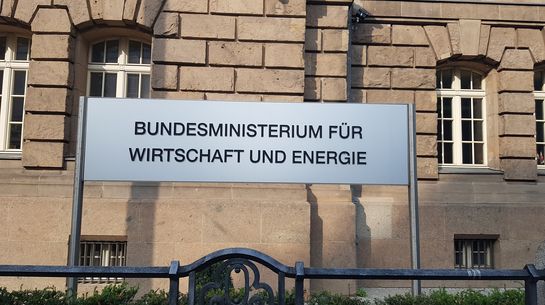 BUNDESMINISTERIUM FÜR
WIRTSCHAFT UND ENERGIE